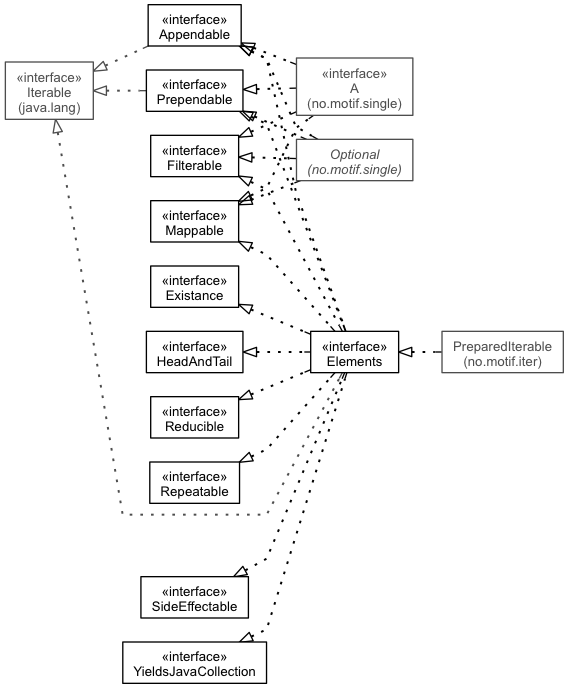 «interface»
Appendable
«interface»
Iterable
(java.lang)
«interface»
Prependable
«interface»
A
(no.motif.single)
«interface»
Filterable
Optional
(no.motif.single)
«interface»
Mappable
«interface»
Existance
«interface»
HeadAndTail
«interface»
Elements
PreparedIterable
(no.motif.iter)
«interface»
Reducible
«interface»
Repeatable
«interface»
SideEffectable
«interface»
YieldsJavaCollection